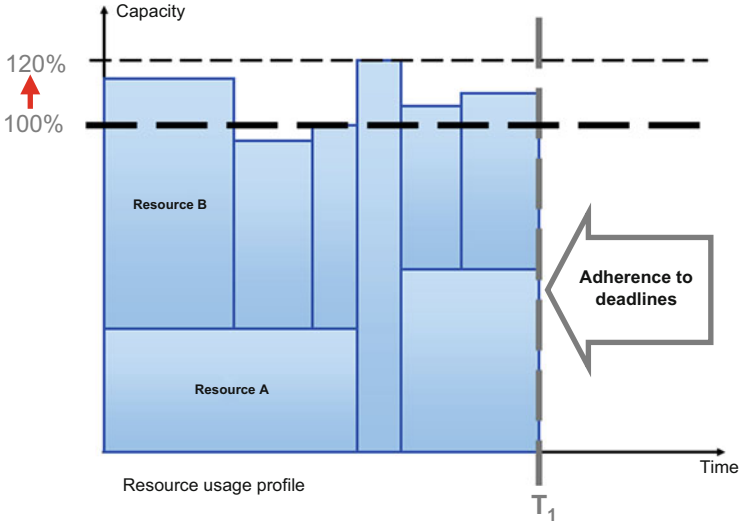 Capacity
120%
100%
Resource B
Adherence to
deadlines
Resource A
Time
Resource usage profile
T1